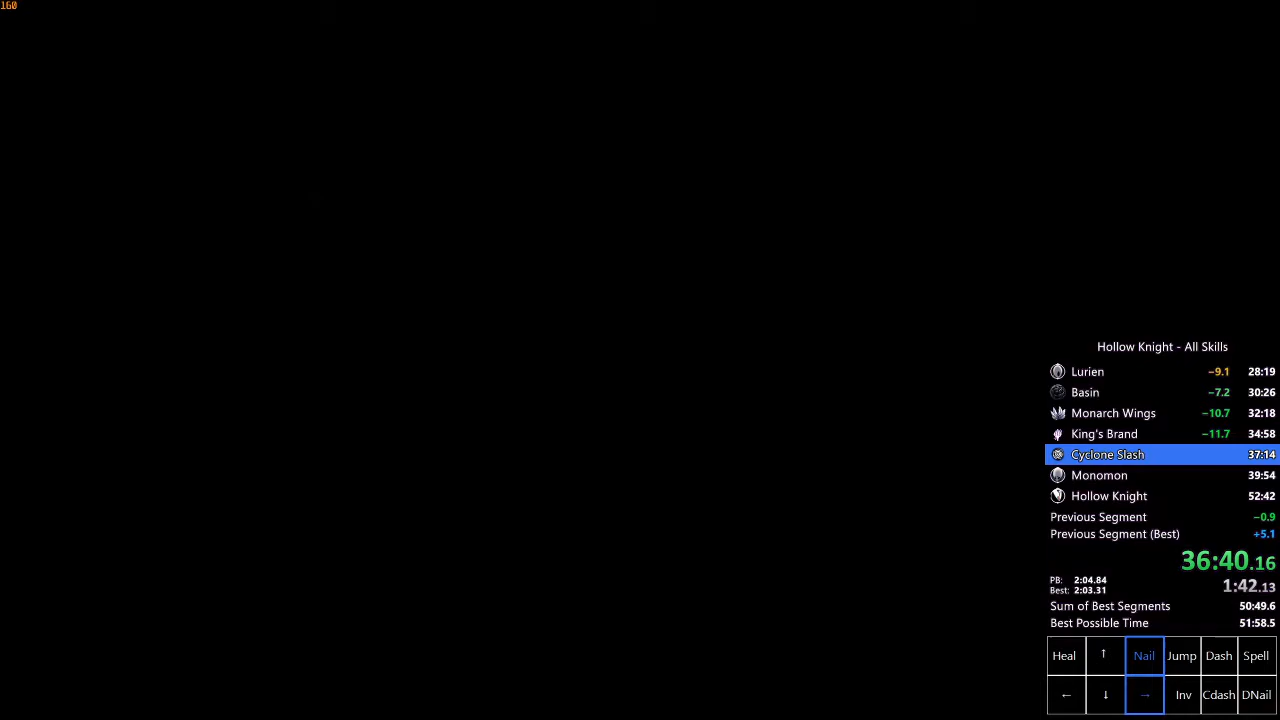 160
Hollow Knight - All Skills
Lurien −9.1 28:19
Basin −7.2 30:26
Monarch Wings −10.7 32:18
King's Brand −11.7 34:58
Cyclone Slash 37:14
Monomon 39:54
Hollow Knight 52:42
Previous Segment −0.9
Previous Segment (Best) +5.1
36:40.16
PB: 2:04.84
Best: 2:03.31
1:42.13
Sum of Best Segments 50:49.6
Best Possible Time 51:58.5
Heal ↑ Nail Jump Dash Spell
← ↓ → Inv Cdash DNail